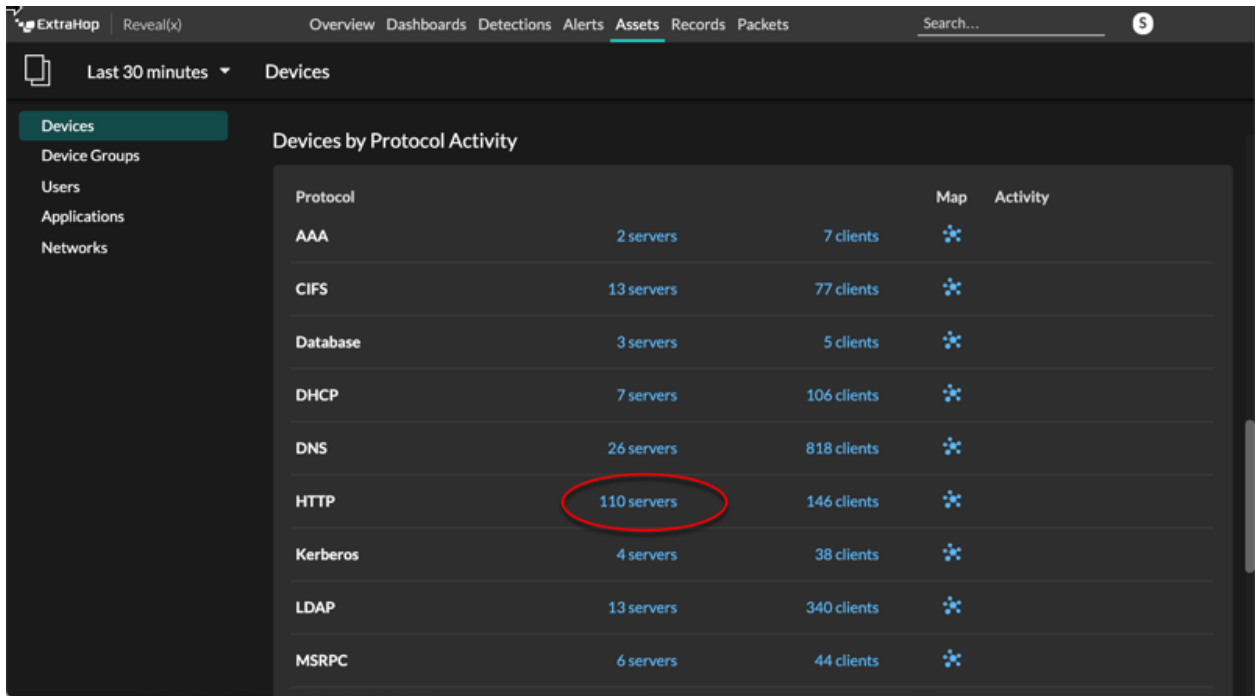 ExtraHop Reveal(x) Overview Dashboards Detections Alerts Assets Records Packets Search... S
Last 30 minutes Devices
Devices
Device Groups
Users
Applications
Networks
Devices by Protocol Activity
Protocol Map Activity
AAA 2 servers 7 clients
CIFS 13 servers 77 clients
Database 3 servers 5 clients
DHCP 7 servers 106 clients
DNS 26 servers 818 clients
HTTP 110 servers 146 clients
Kerberos 4 servers 38 clients
LDAP 13 servers 340 clients
MSRPC 6 servers 44 clients